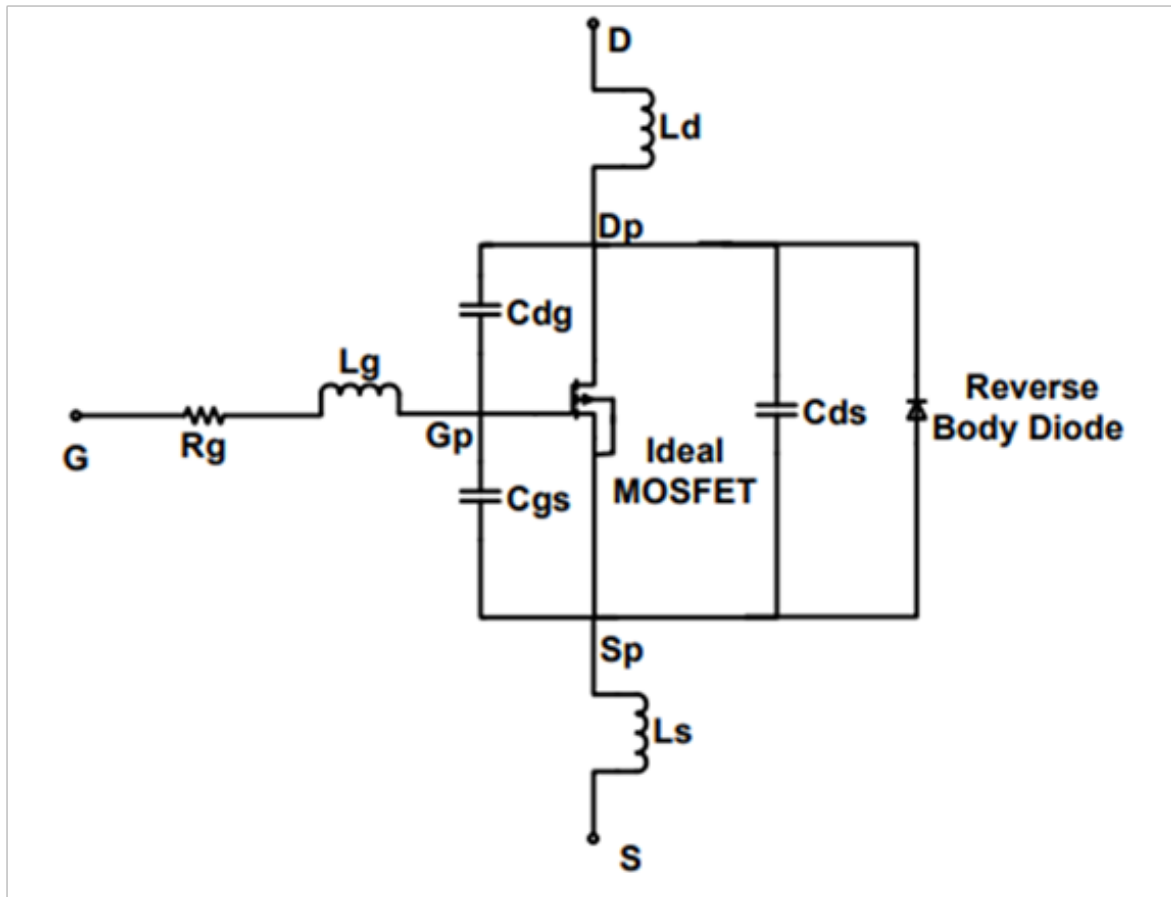 D
Ld
Dp
Cdg
Lg
Reverse
Body Diode
Cds
Rg
Gp
G
Ideal
MOSFET
Cgs
Sp
Ls
S